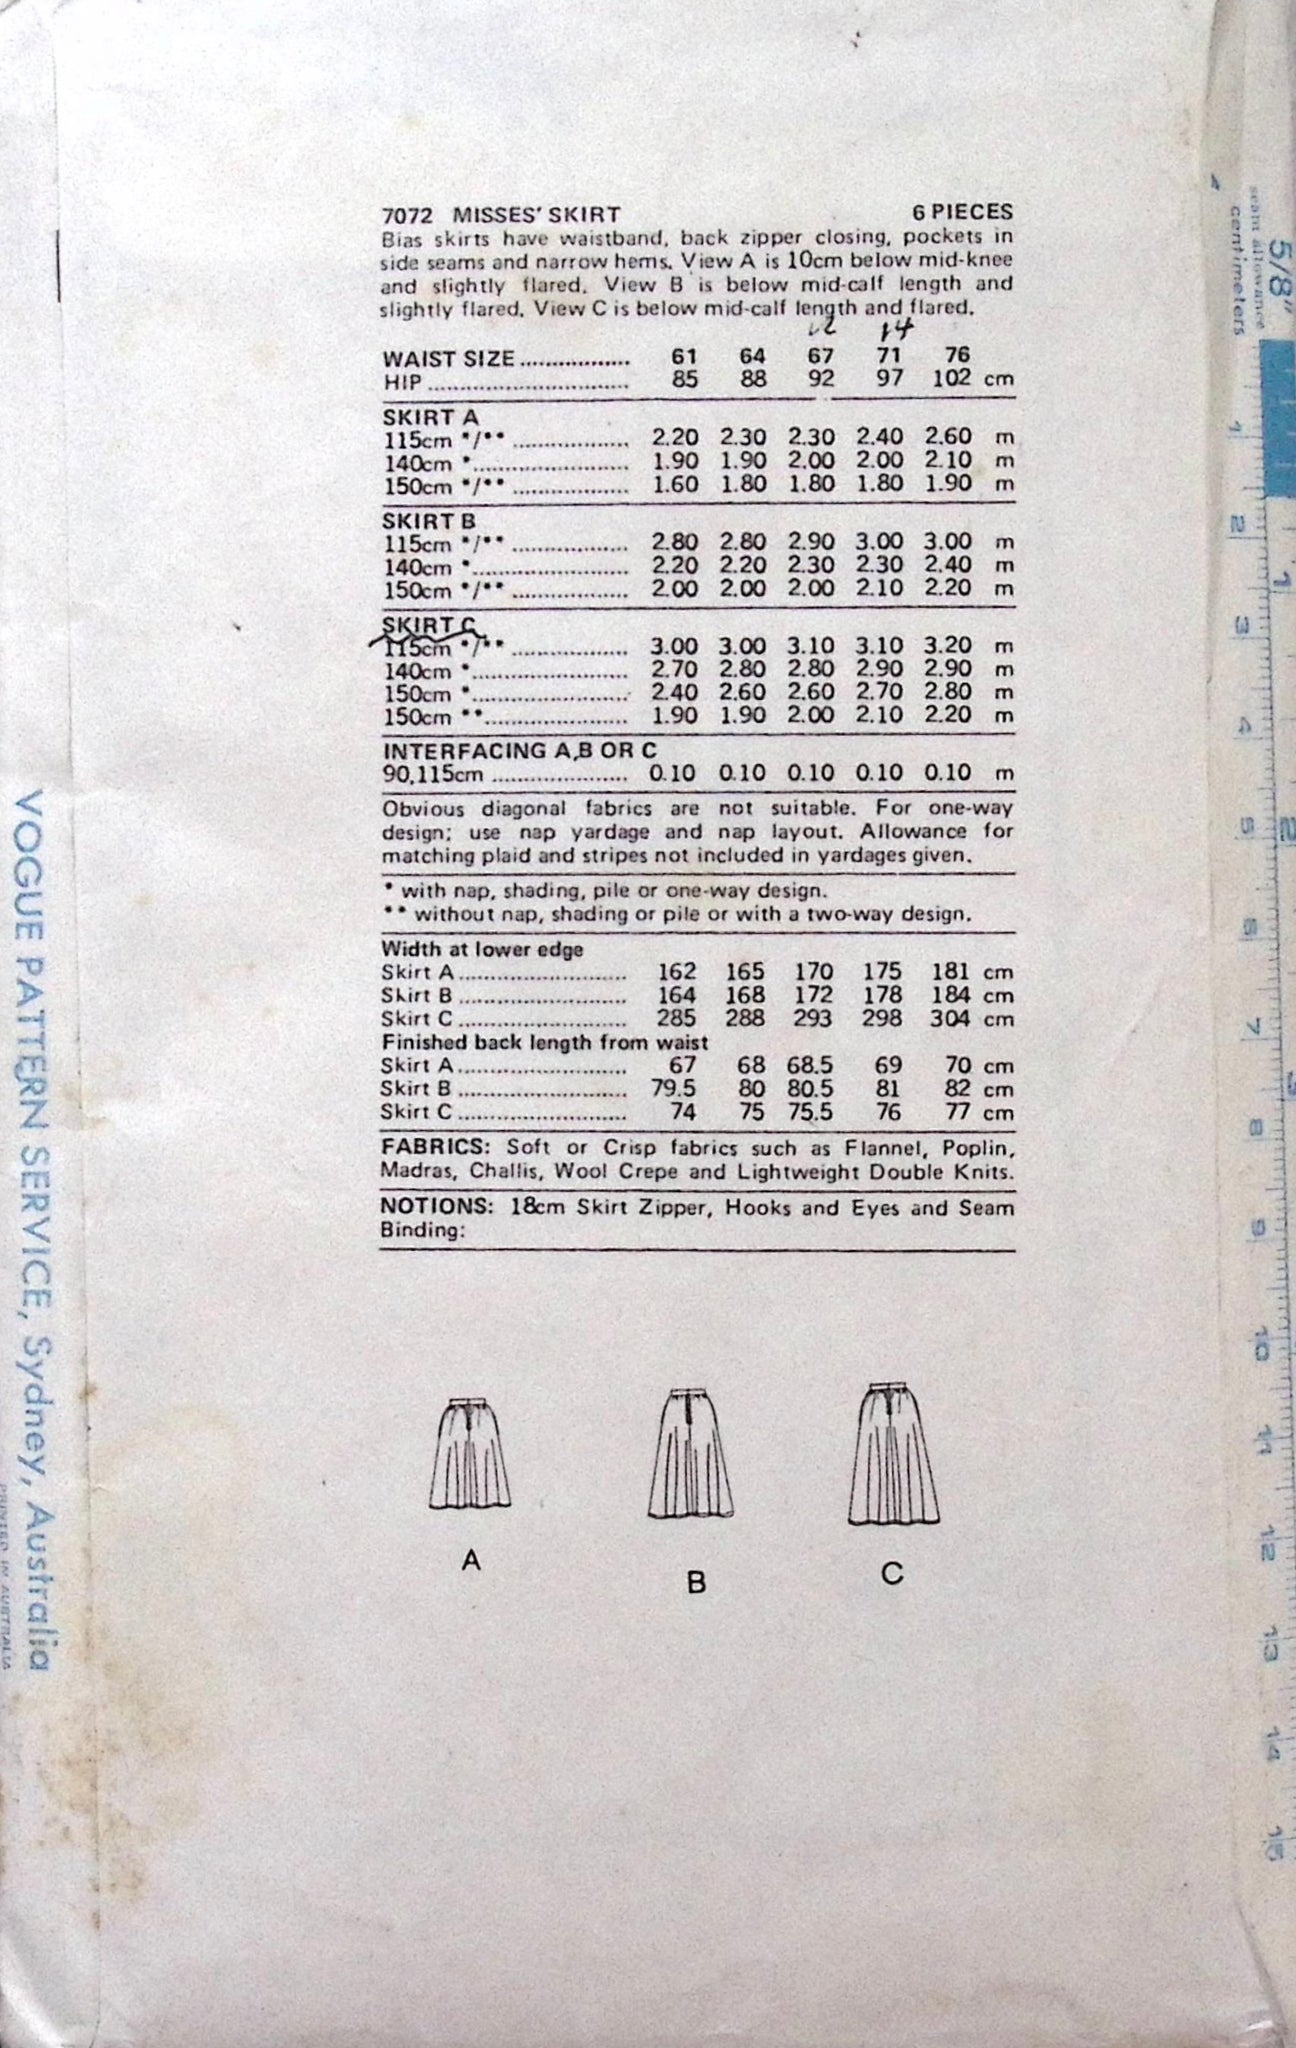 7072 MISSES' SKIRT 6 PIECES
Bias skirts have waistband, back zipper closing, pockets in
side seams and narrow hems. View A is 10cm below mid-knee
and slightly flared. View B is below mid-calf length and
slightly flared. View C is below mid-calf length and flared.
12 14
WAIST SIZE ................. 61 64 67 71 76
HIP ............................. 85 88 92 97 102 cm
SKIRT A
115cm */** .................. 2.20 2.30 2.30 2.40 2.60 m
140cm *........................ 1.90 1.90 2.00 2.00 2.10 m
150cm */** .................. 1.60 1.80 1.80 1.80 1.90 m
SKIRT B
115cm */** .................. 2.80 2.80 2.90 3.00 3.00 m
140cm *........................ 2.20 2.20 2.30 2.30 2.40 m
150cm */** .................. 2.00 2.00 2.00 2.10 2.20 m
SKIRT C
115cm */** .................. 3.00 3.00 3.10 3.10 3.20 m
140cm *........................ 2.70 2.80 2.80 2.90 2.90 m
150cm *........................ 2.40 2.60 2.60 2.70 2.80 m
150cm **...................... 1.90 1.90 2.00 2.10 2.20 m
INTERFACING A,B OR C
90,115cm ..................... 0.10 0.10 0.10 0.10 0.10 m
Obvious diagonal fabrics are not suitable. For one-way
design; use nap yardage and nap layout. Allowance for
matching plaid and stripes not included in yardages given.
* with nap, shading, pile or one-way design.
** without nap, shading or pile or with a two-way design.
Width at lower edge
Skirt A.......................... 162 165 170 175 181 cm
Skirt B .......................... 164 168 172 178 184 cm
Skirt C .......................... 285 288 293 298 304 cm
Finished back length from waist
Skirt A.......................... 67 68 68.5 69 70 cm
Skirt B .......................... 79.5 80 80.5 81 82 cm
Skirt C .......................... 74 75 75.5 76 77 cm
FABRICS: Soft or Crisp fabrics such as Flannel, Poplin,
Madras, Challis, Wool Crepe and Lightweight Double Knits.
NOTIONS: 18cm Skirt Zipper, Hooks and Eyes and Seam
Binding:
A
B
C
VOGUE PATTERN SERVICE, Sydney, Australia
PRINTED IN AUSTRALIA
5/8"
seam allowance
centimeters
1
2
3
4
5
6
7
8
9
10
11
12
13
14
15
1
2
3